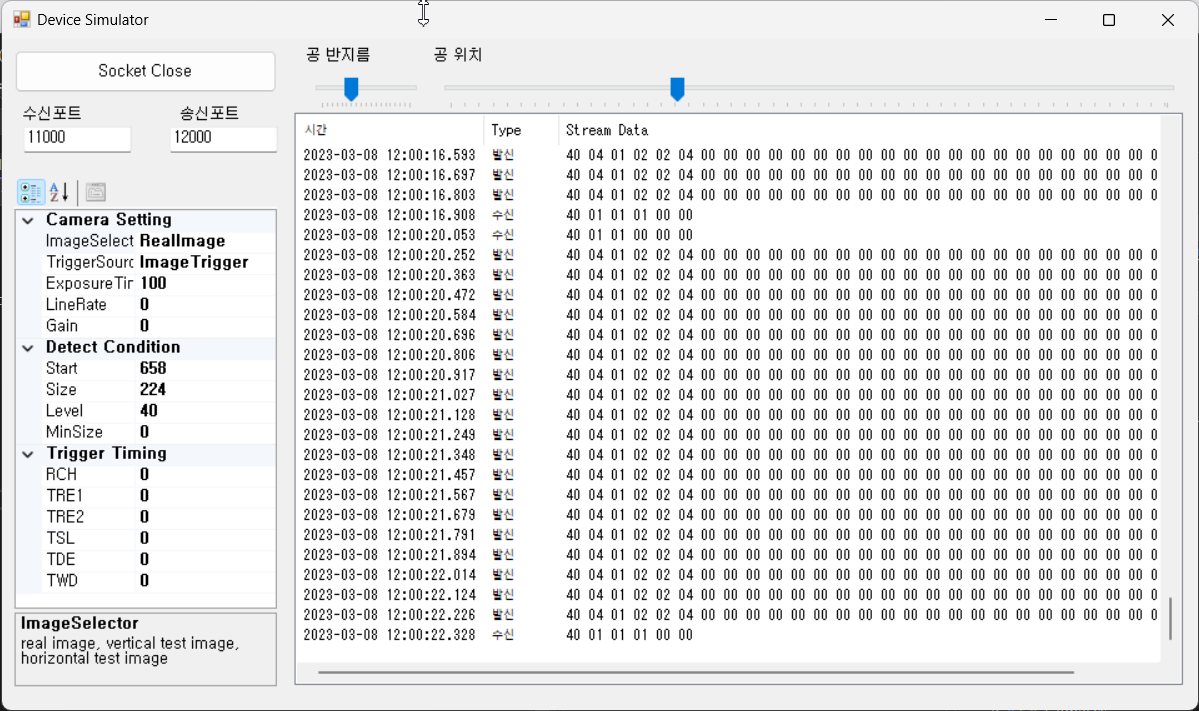 Device Simulator
Socket Close
공 반지름 공 위치
수신포트 송신포트
11000 12000
Camera Setting
ImageSelect RealImage
TriggerSourc ImageTrigger
ExposureTir 100
LineRate 0
Gain 0
Detect Condition
Start 658
Size 224
Level 40
MinSize 0
Trigger Timing
RCH 0
TRE1 0
TRE2 0
TSL 0
TDE 0
TWD 0
ImageSelector
real image, vertical test image,
horizontal test image
시간 Type Stream Data
2023-03-08 12:00:16.593 발신 40 04 01 02 02 04 00 00 00 00 00 00 00 00 00 00 00 00 00 00 00 00 00 00 00 00 0
2023-03-08 12:00:16.697 발신 40 04 01 02 02 04 00 00 00 00 00 00 00 00 00 00 00 00 00 00 00 00 00 00 00 00 0
2023-03-08 12:00:16.803 발신 40 04 01 02 02 04 00 00 00 00 00 00 00 00 00 00 00 00 00 00 00 00 00 00 00 00 0
2023-03-08 12:00:16.908 수신 40 01 01 01 00 00
2023-03-08 12:00:20.053 수신 40 01 01 00 00 00
2023-03-08 12:00:20.252 발신 40 04 01 02 02 04 00 00 00 00 00 00 00 00 00 00 00 00 00 00 00 00 00 00 00 00 0
2023-03-08 12:00:20.363 발신 40 04 01 02 02 04 00 00 00 00 00 00 00 00 00 00 00 00 00 00 00 00 00 00 00 00 0
2023-03-08 12:00:20.472 발신 40 04 01 02 02 04 00 00 00 00 00 00 00 00 00 00 00 00 00 00 00 00 00 00 00 00 0
2023-03-08 12:00:20.584 발신 40 04 01 02 02 04 00 00 00 00 00 00 00 00 00 00 00 00 00 00 00 00 00 00 00 00 0
2023-03-08 12:00:20.696 발신 40 04 01 02 02 04 00 00 00 00 00 00 00 00 00 00 00 00 00 00 00 00 00 00 00 00 0
2023-03-08 12:00:20.806 발신 40 04 01 02 02 04 00 00 00 00 00 00 00 00 00 00 00 00 00 00 00 00 00 00 00 00 0
2023-03-08 12:00:20.917 발신 40 04 01 02 02 04 00 00 00 00 00 00 00 00 00 00 00 00 00 00 00 00 00 00 00 00 0
2023-03-08 12:00:21.027 발신 40 04 01 02 02 04 00 00 00 00 00 00 00 00 00 00 00 00 00 00 00 00 00 00 00 00 0
2023-03-08 12:00:21.128 발신 40 04 01 02 02 04 00 00 00 00 00 00 00 00 00 00 00 00 00 00 00 00 00 00 00 00 0
2023-03-08 12:00:21.249 발신 40 04 01 02 02 04 00 00 00 00 00 00 00 00 00 00 00 00 00 00 00 00 00 00 00 00 0
2023-03-08 12:00:21.348 발신 40 04 01 02 02 04 00 00 00 00 00 00 00 00 00 00 00 00 00 00 00 00 00 00 00 00 0
2023-03-08 12:00:21.457 발신 40 04 01 02 02 04 00 00 00 00 00 00 00 00 00 00 00 00 00 00 00 00 00 00 00 00 0
2023-03-08 12:00:21.567 발신 40 04 01 02 02 04 00 00 00 00 00 00 00 00 00 00 00 00 00 00 00 00 00 00 00 00 0
2023-03-08 12:00:21.679 발신 40 04 01 02 02 04 00 00 00 00 00 00 00 00 00 00 00 00 00 00 00 00 00 00 00 00 0
2023-03-08 12:00:21.791 발신 40 04 01 02 02 04 00 00 00 00 00 00 00 00 00 00 00 00 00 00 00 00 00 00 00 00 0
2023-03-08 12:00:21.894 발신 40 04 01 02 02 04 00 00 00 00 00 00 00 00 00 00 00 00 00 00 00 00 00 00 00 00 0
2023-03-08 12:00:22.014 발신 40 04 01 02 02 04 00 00 00 00 00 00 00 00 00 00 00 00 00 00 00 00 00 00 00 00 0
2023-03-08 12:00:22.124 발신 40 04 01 02 02 04 00 00 00 00 00 00 00 00 00 00 00 00 00 00 00 00 00 00 00 00 0
2023-03-08 12:00:22.226 발신 40 04 01 02 02 04 00 00 00 00 00 00 00 00 00 00 00 00 00 00 00 00 00 00 00 00 0
2023-03-08 12:00:22.328 수신 40 01 01 01 00 00